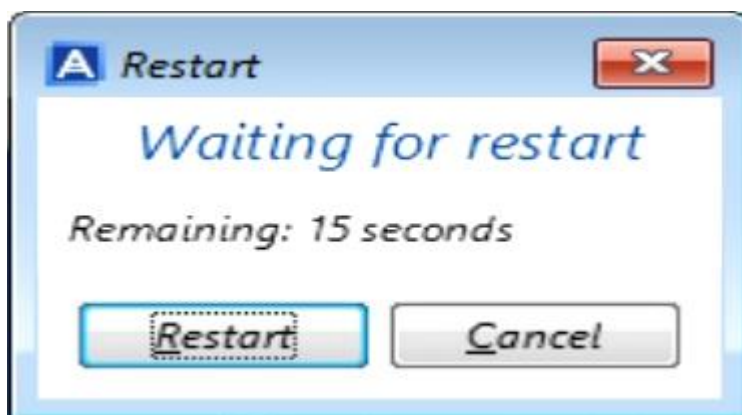 Restart
Waiting for restart
Remaining: 15 seconds
Restart Cancel